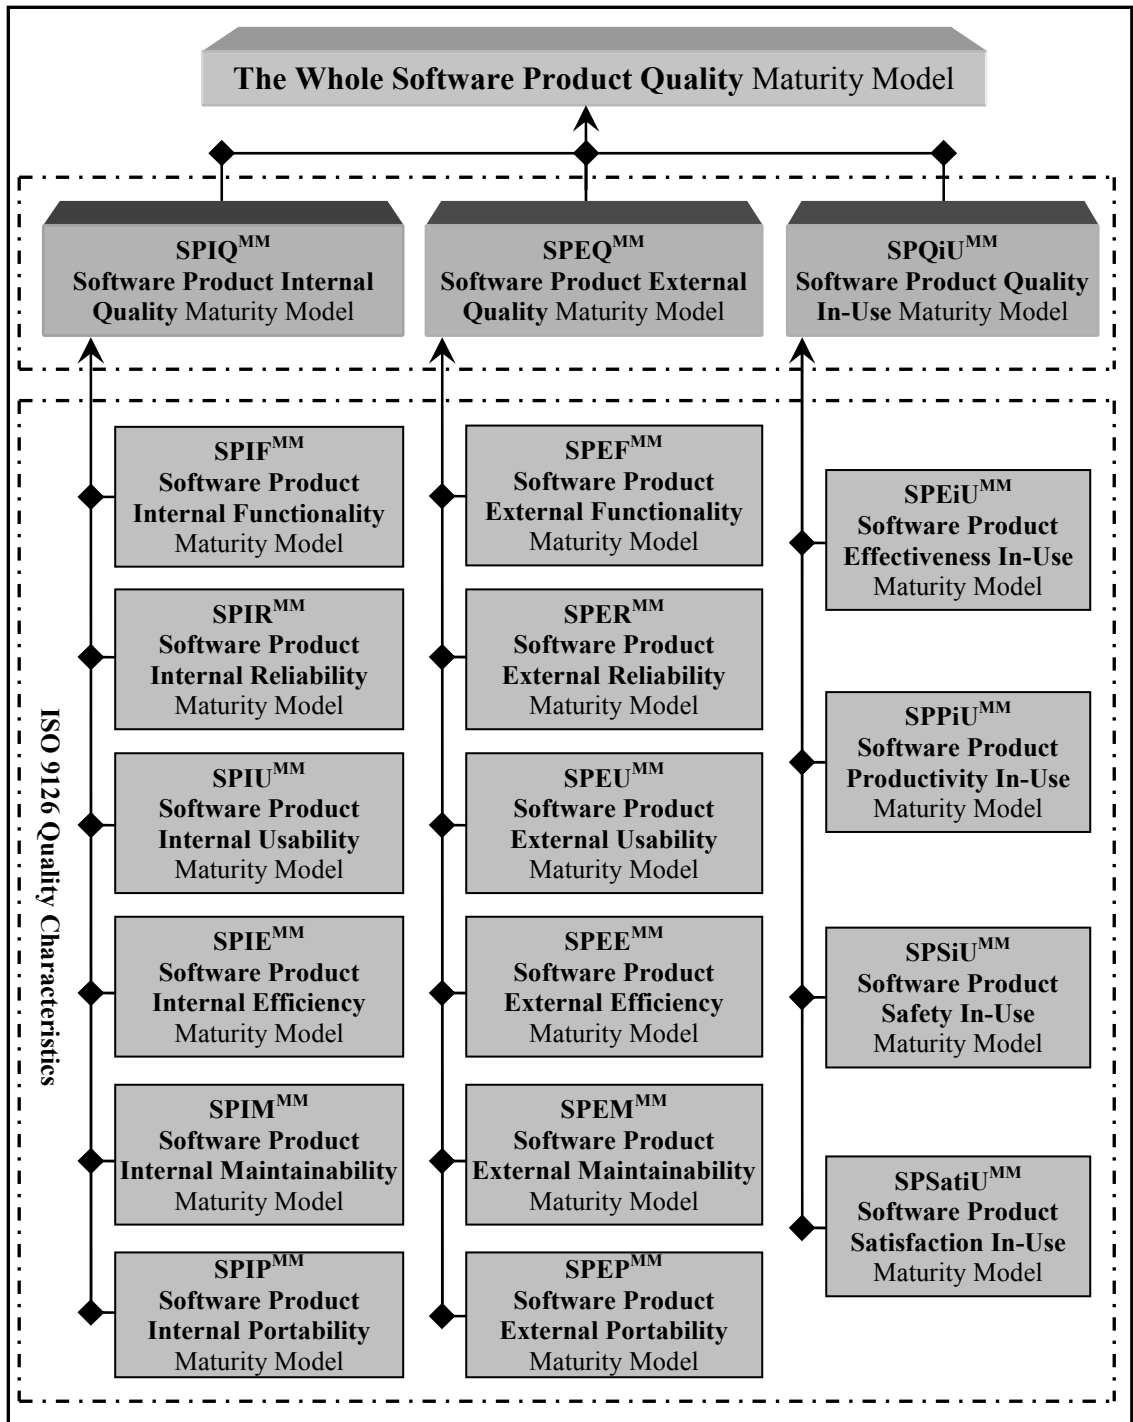 The Whole Software Product Quality Maturity Model
SPIQMM
Software Product Internal
Quality Maturity Model
SPEQMM
Software Product External
Quality Maturity Model
SPQiUMM
Software Product Quality
In-Use Maturity Model
ISO 9126 Quality Characteristics
SPIFMM
Software Product
Internal Functionality
Maturity Model
SPIRMM
Software Product
Internal Reliability
Maturity Model
SPIUMM
Software Product
Internal Usability
Maturity Model
SPIEMM
Software Product
Internal Efficiency
Maturity Model
SPIMMM
Software Product
Internal Maintainability
Maturity Model
SPIPMM
Software Product
Internal Portability
Maturity Model
SPEFMM
Software Product
External Functionality
Maturity Model
SPERMM
Software Product
External Reliability
Maturity Model
SPEUMM
Software Product
External Usability
Maturity Model
SPEEMM
Software Product
External Efficiency
Maturity Model
SPEMMM
Software Product
External Maintainability
Maturity Model
SPEPMM
Software Product
External Portability
Maturity Model
SPEiUMM
Software Product
Effectiveness In-Use
Maturity Model
SPPiUMM
Software Product
Productivity In-Use
Maturity Model
SPSiUMM
Software Product
Safety In-Use
Maturity Model
SPSatiUMM
Software Product
Satisfaction In-Use
Maturity Model